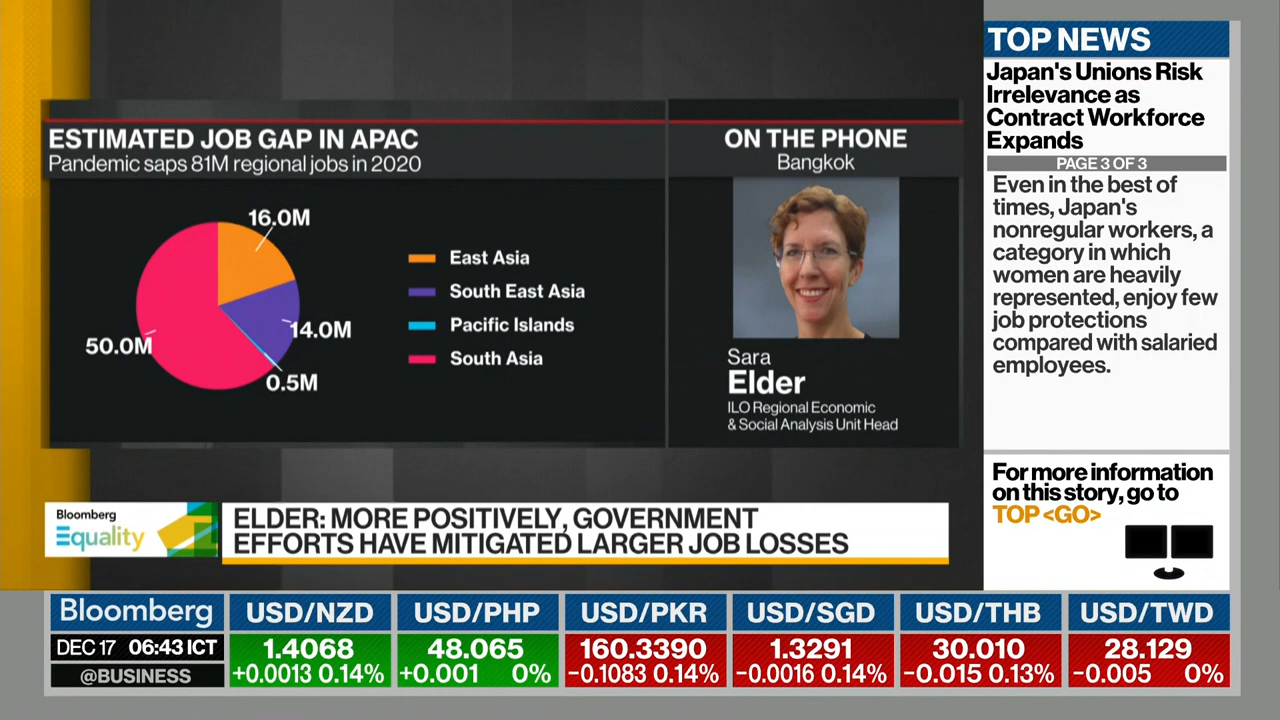 ESTIMATED JOB GAP IN APAC
Pandemic saps 81M regional jobs in 2020
16.0M
50.0M
14.0M
0.5M
East Asia
South East Asia
Pacific Islands
South Asia
ON THE PHONE
Bangkok
Sara
Elder
ILO Regional Economic
& Social Analysis Unit Head
TOP NEWS
Japan's Unions Risk
Irrelevance as
Contract Workforce
Expands
PAGE 3 OF 3
Even in the best of
times, Japan's
nonregular workers, a
category in which
women are heavily
represented, enjoy few
job protections
compared with salaried
employees.
For more information
on this story, go to
TOP <GO>
Bloomberg
Equality
ELDER: MORE POSITIVELY, GOVERNMENT
EFFORTS HAVE MITIGATED LARGER JOB LOSSES
Bloomberg
DEC 17 06:43 ICT
@BUSINESS
USD/NZD
1.4068
+0.0013 0.14%
USD/PHP
48.065
+0.001 0%
USD/PKR
160.3390
-0.1083 0.14%
USD/SGD
1.3291
-0.0016 0.14%
USD/THB
30.010
-0.015 0.13%
USD/TWD
28.129
-0.005 0%